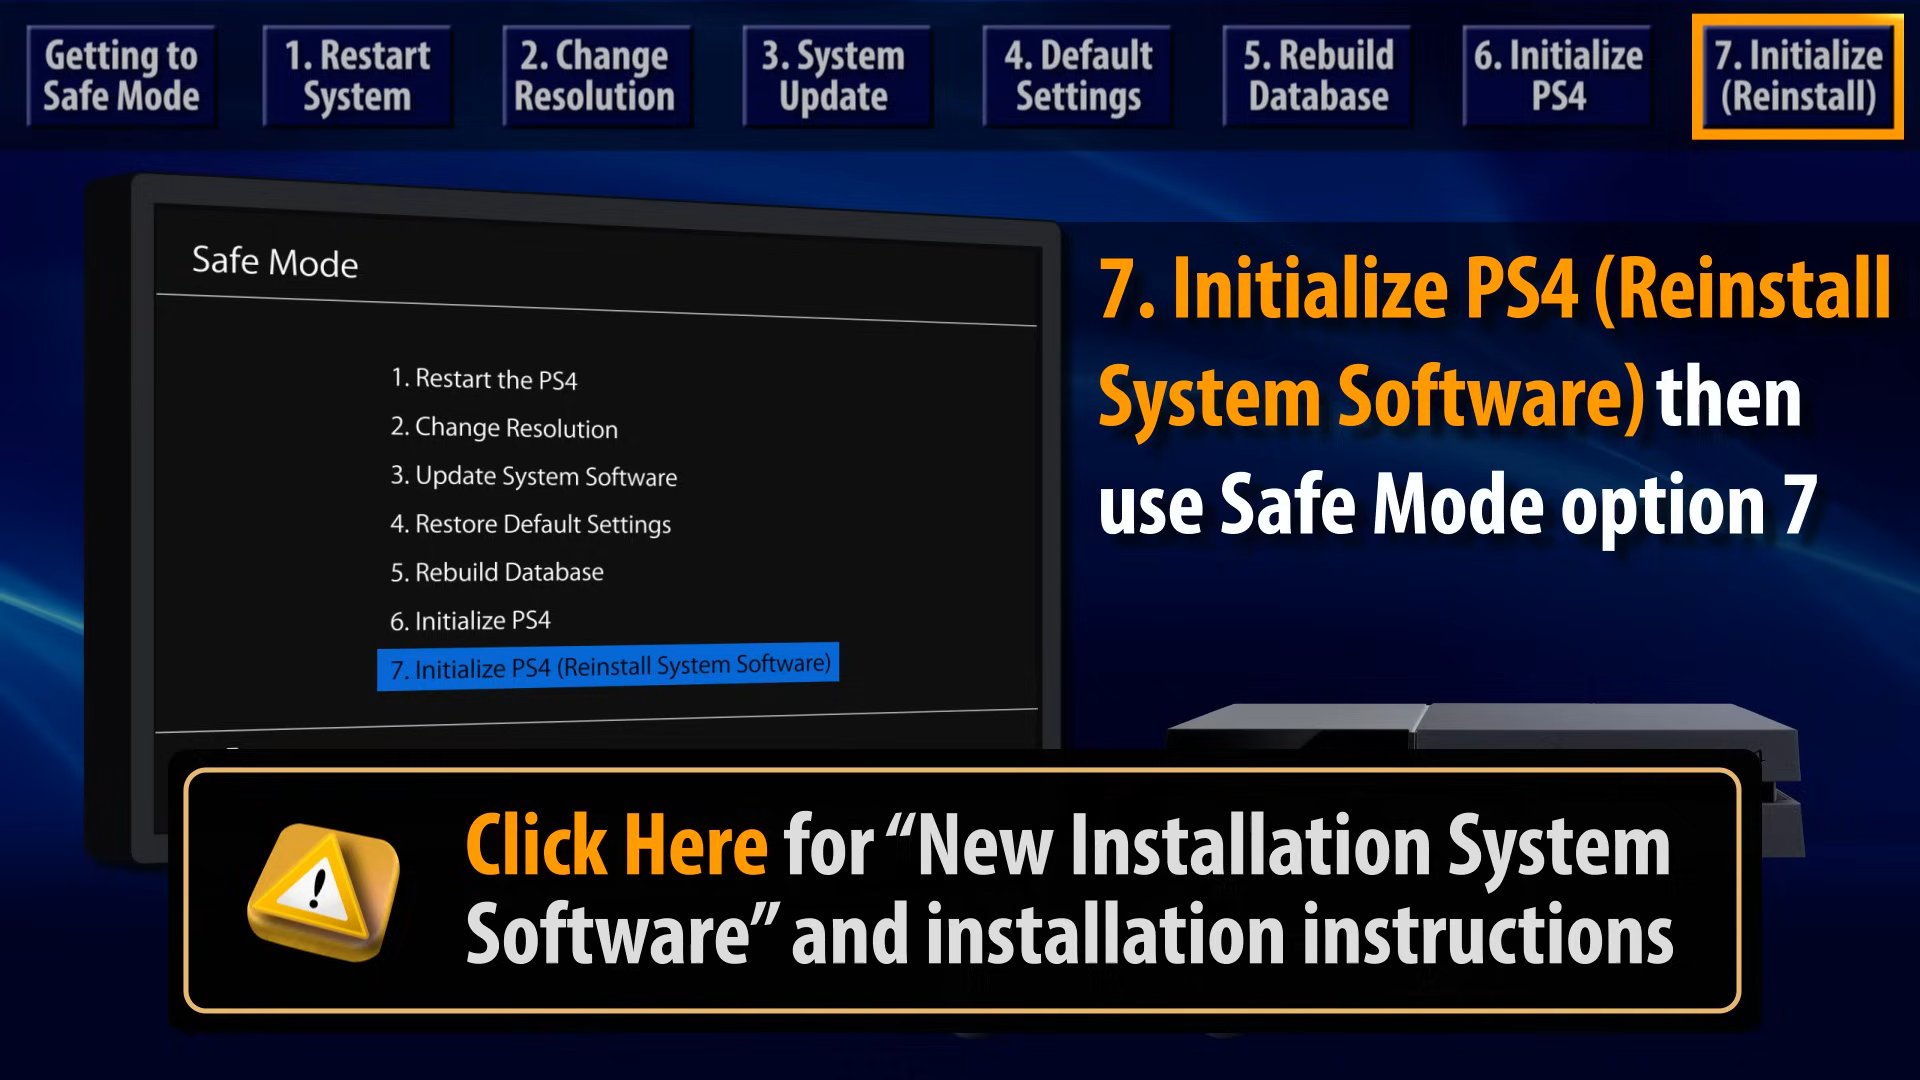 Getting to
Safe Mode
1. Restart
System
2. Change
Resolution
3. System
Update
4. Default
Settings
5. Rebuild
Database
6. Initialize
PS4
7. Initialize
(Reinstall)
Safe Mode
1. Restart the PS4
2. Change Resolution
3. Update System Software
4. Restore Default Settings
5. Rebuild Database
6. Initialize PS4
7. Initialize PS4 (Reinstall System Software)
7. Initialize PS4 (Reinstall
System Software) then
use Safe Mode option 7
Click Here for “New Installation System
Software” and installation instructions